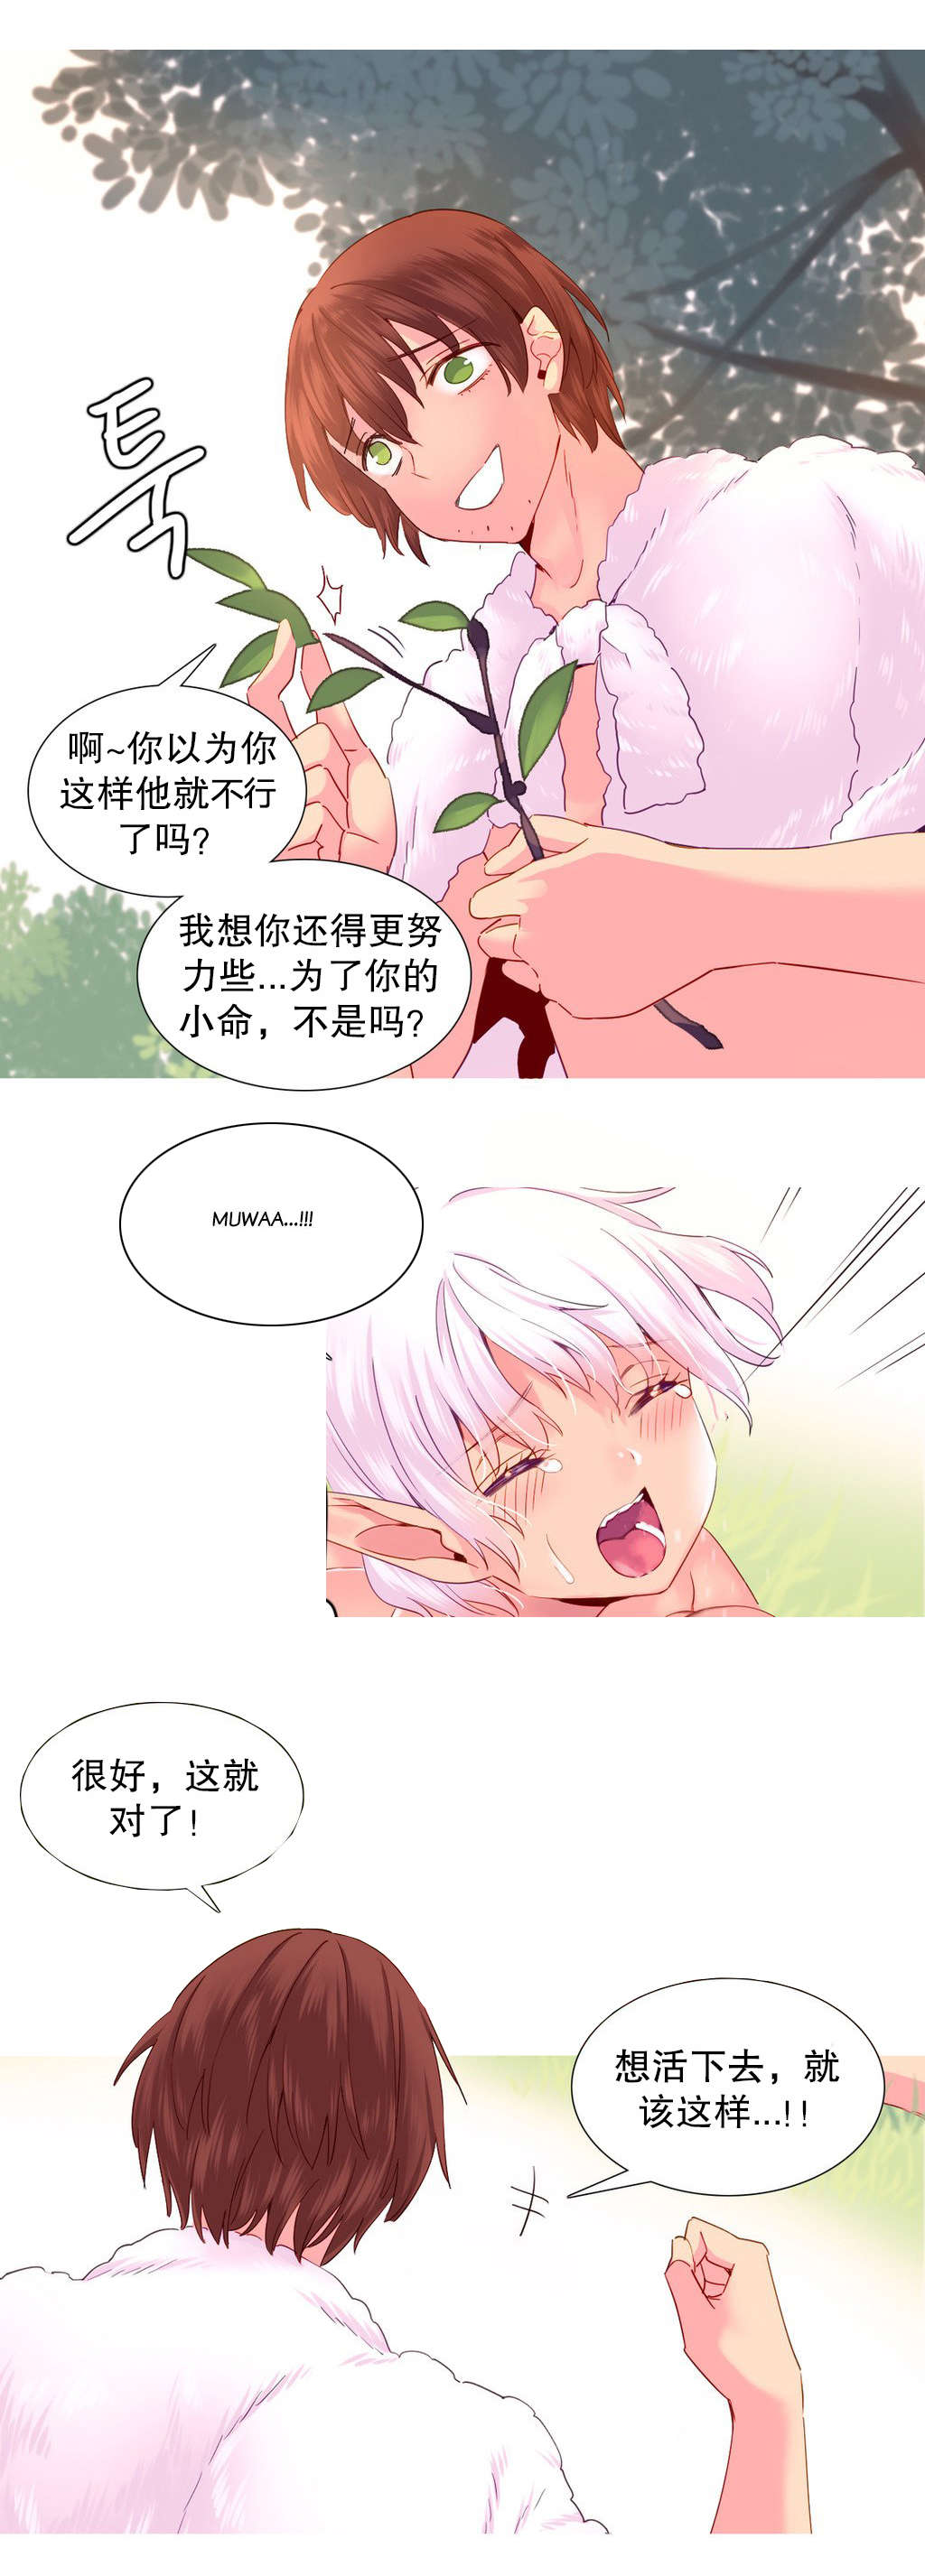 툭
啊~你以为你
这样他就不行
了吗?
我想你还得更努
力些...为了你的
小命，不是吗?
MUWAA...!!!
很好，这就
对了!
想活下去，就
该这样...!!